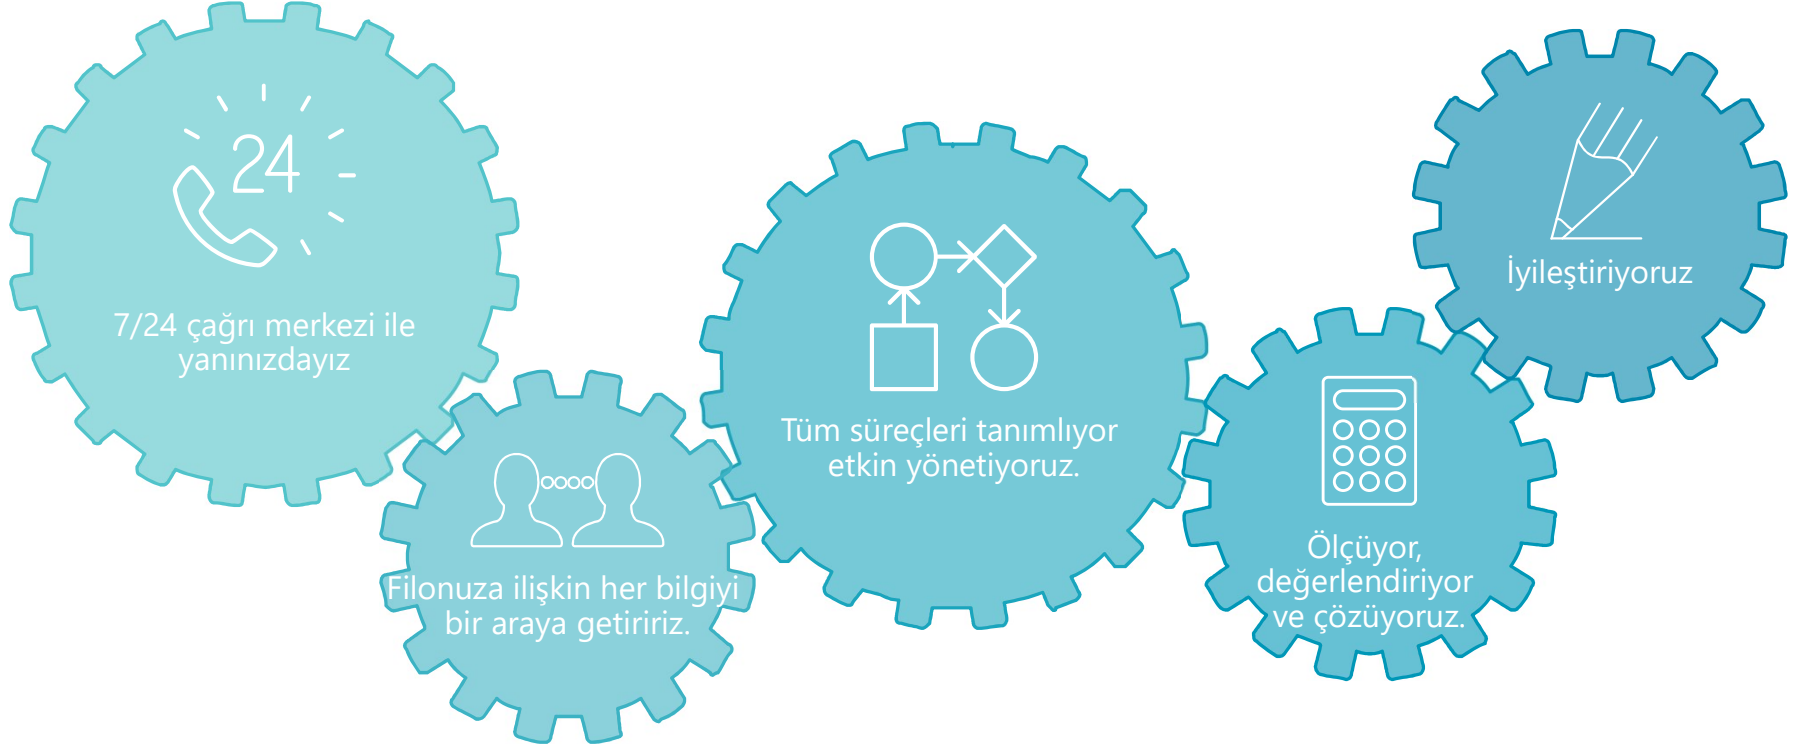 24
7/24 çağrı merkezi ile
yanınızdayız
Filonuza ilişkin her bilgiyi
bir araya getiririz.
Tüm süreçleri tanımlıyor
etkin yönetiyoruz.
Ölçüyor,
değerlendiriyor
ve çözüyoruz.
İyileştiriyoruz